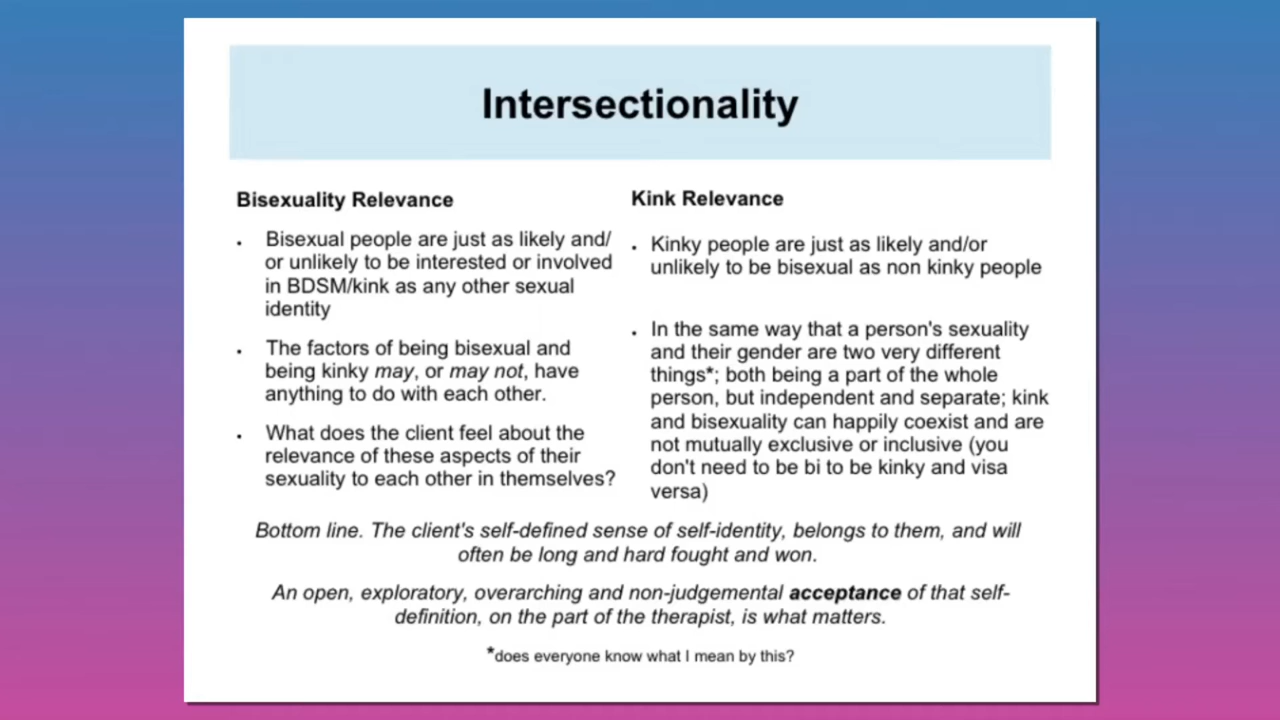 Intersectionality
Bisexuality Relevance
• Bisexual people are just as likely and/
or unlikely to be interested or involved
in BDSM/kink as any other sexual
identity
• The factors of being bisexual and
being kinky may, or may not, have
anything to do with each other.
• What does the client feel about the
relevance of these aspects of their
sexuality to each other in themselves?
Kink Relevance
• Kinky people are just as likely and/or
unlikely to be bisexual as non kinky people
• In the same way that a person's sexuality
and their gender are two very different
things*; both being a part of the whole
person, but independent and separate; kink
and bisexuality can happily coexist and are
not mutually exclusive or inclusive (you
don't need to be bi to be kinky and visa
versa)
Bottom line. The client's self-defined sense of self-identity, belongs to them, and will
often be long and hard fought and won.
An open, exploratory, overarching and non-judgemental acceptance of that self-
definition, on the part of the therapist, is what matters.
*does everyone know what I mean by this?